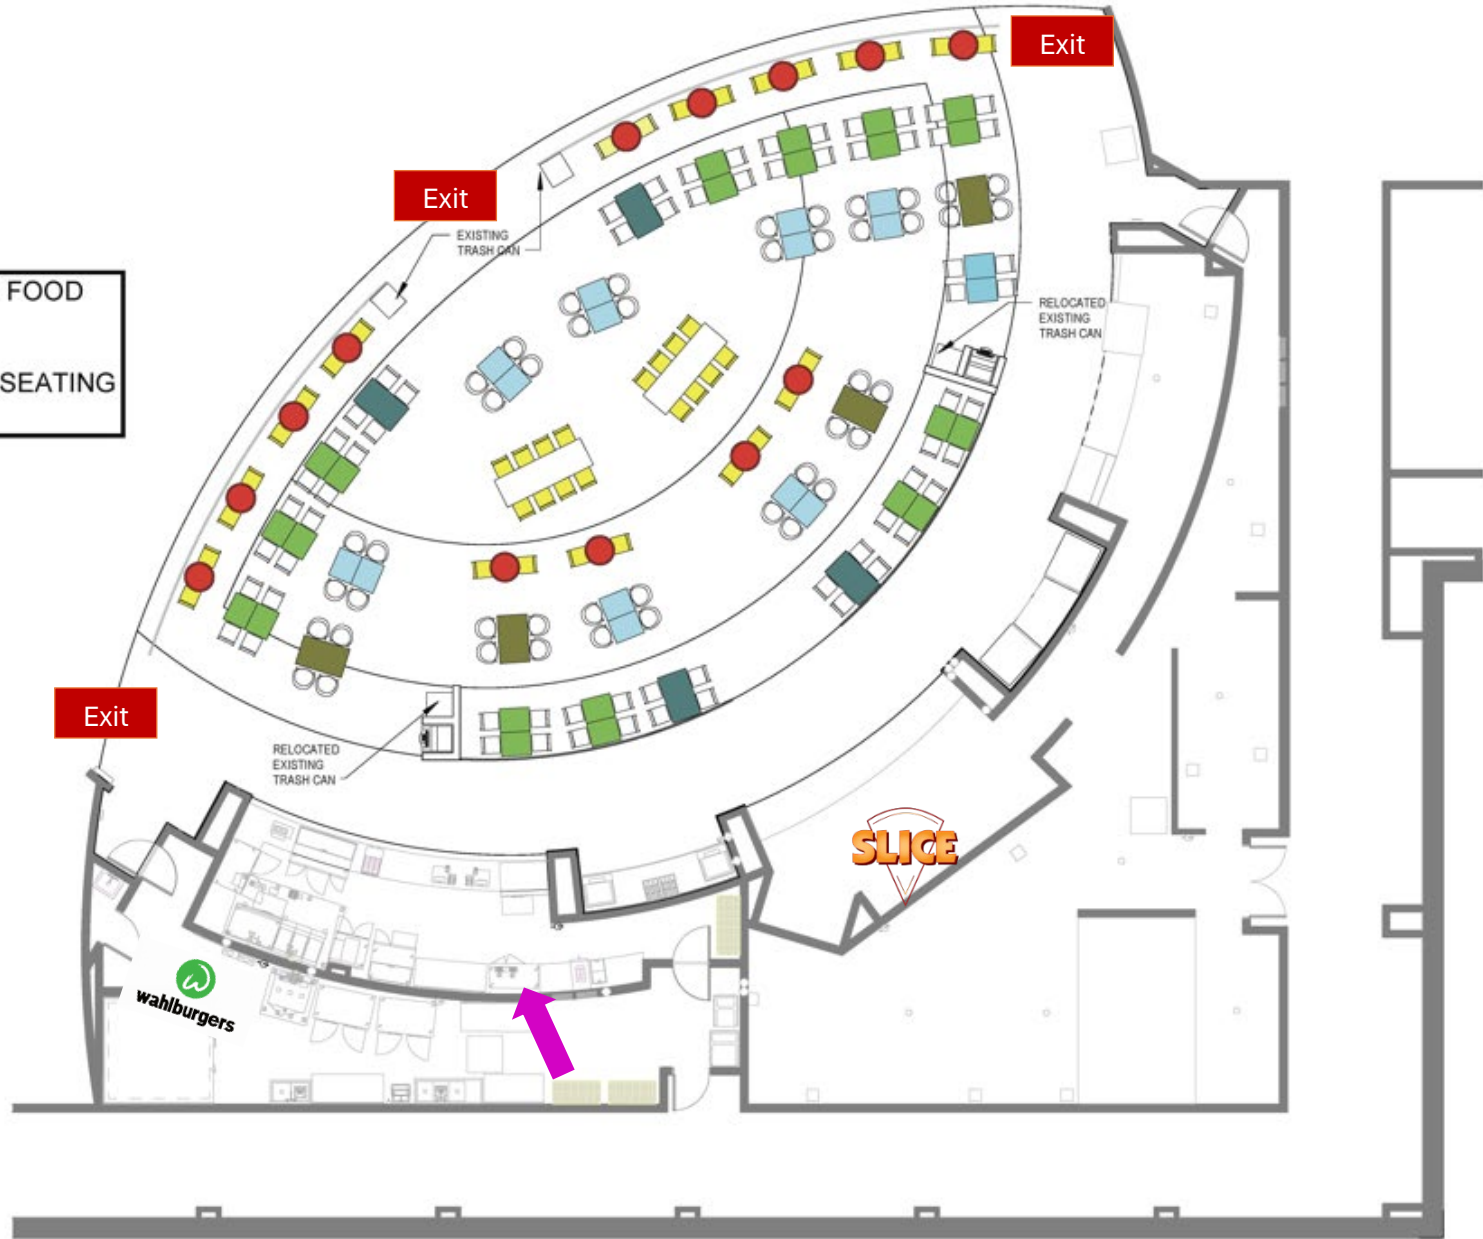 Exit
Exit
EXISTING
TRASH CAN
FOOD
SEATING
RELOCATED
EXISTING
TRASH CAN
Exit
RELOCATED
EXISTING
TRASH CAN
SLICE
wahlburgers